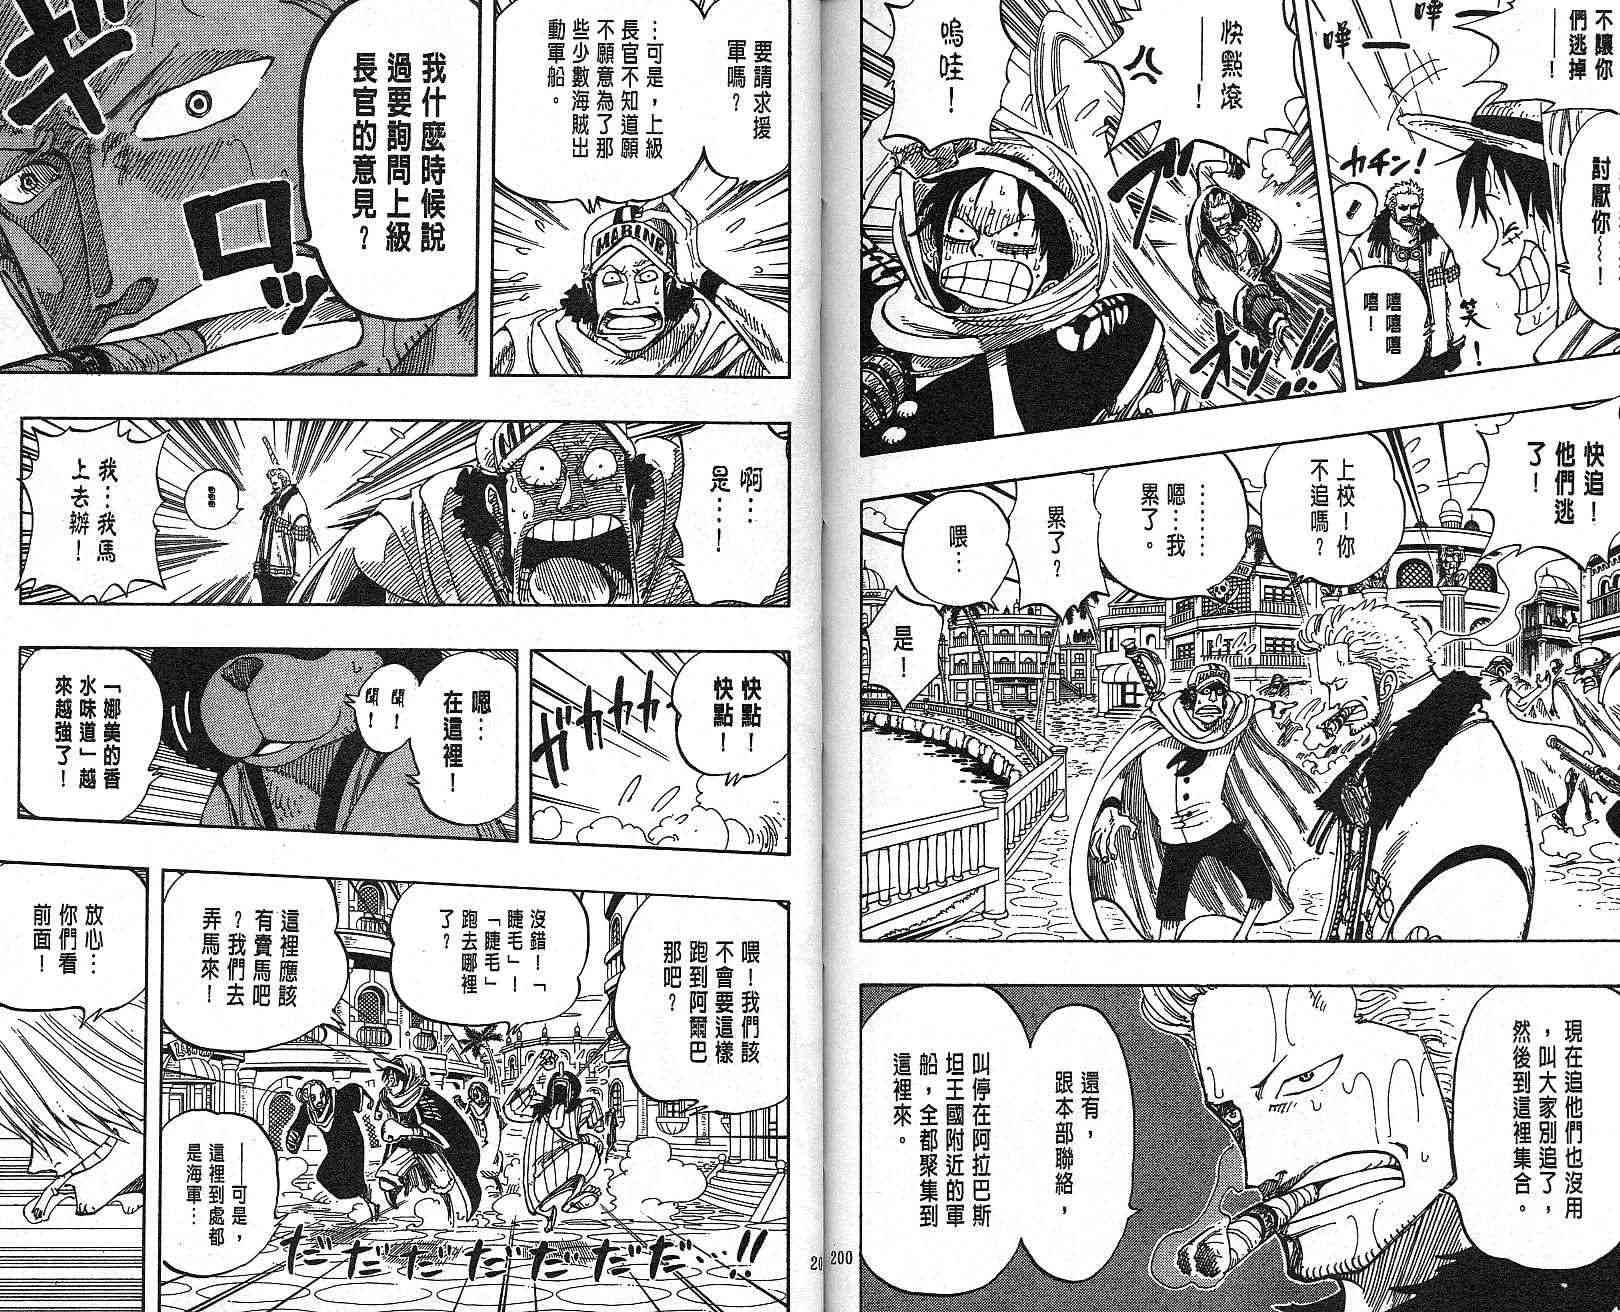 不讓你
們逃掉
——！
討厭你～！
嘩—
嘩—
カチン！
笑
！
嘻嘻嘻
嘻！
快點滾
——！
嗚哇！
快追！
他們逃
了！
上校！你
不追嗎？
………
嗯…我
累了。
累了？
喂…
是！
現在追他們也沒用
，叫大家別追了，
然後到這裡集合。
還有，
跟本部聯絡，
叫停在阿拉巴斯
坦王國附近的軍
船，全都聚集到
這裡來。
200
要請求援
軍嗎？
…可是，上級
長官不知道願
不願意為了那
些少數海賊出
動軍船。
MARINE
我什麼時候說
過要詢問上級
長官的意見？
ギロッ
啊…
是…！
我…我馬
上去辦！
快點！
快點！
ドカカカ
嗯…
在這裡！
聞！
聞！
「娜美的香
水味道」越
來越強了！
喂！我們該
不會要這樣
跑到阿爾巴
那吧？
沒錯！「
睫毛」！
「睫毛」
跑去哪裡
了？
這裡應該
有賣馬吧
？我們去
弄馬來！
——可是，
這裡到處都
是海軍…
だだだだだだ…!!
放心…
你們看
前面！
20